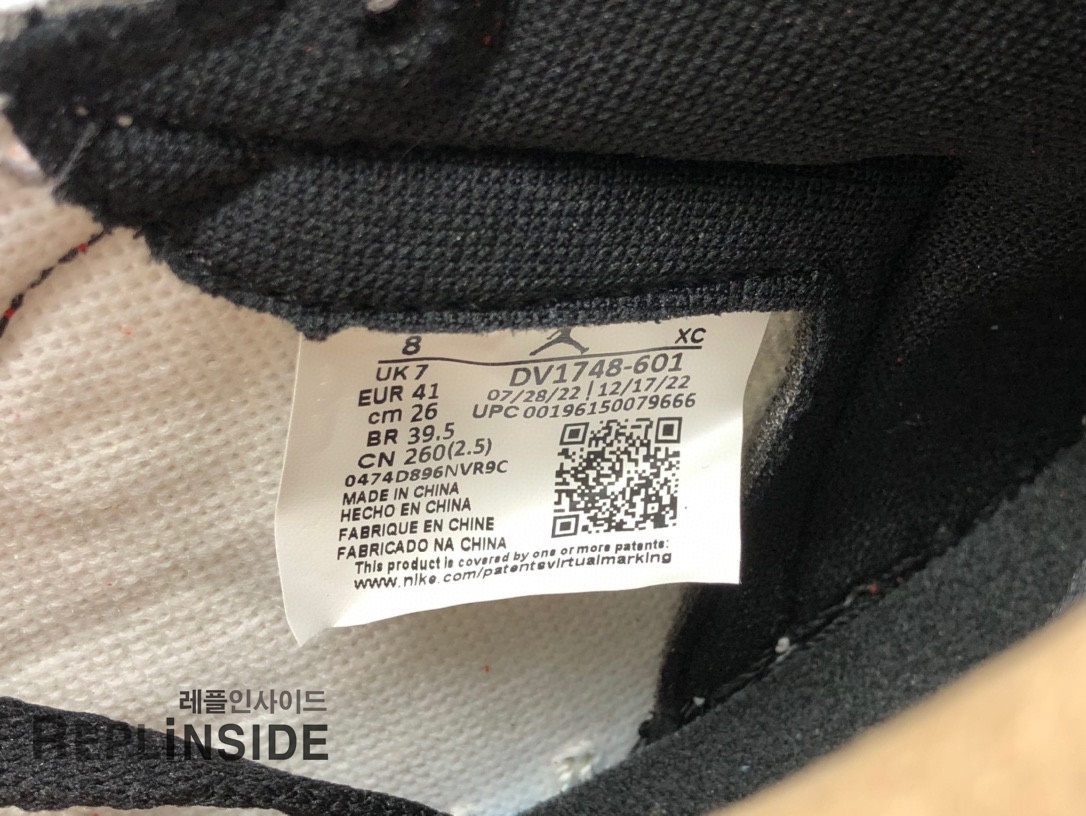 8
XC
UK 7
DV1748-601
EUR 41
07/28/22 | 12/17/22
cm 26
UPC 00196150079666
BR 39.5
CN 260(2.5)
0474D896NVR9C
MADE IN CHINA
HECHO EN CHINA
FABRIQUE EN CHINE
FABRICADO NA CHINA
This product is covered by one or more patents:
www.nike.com/patentsvirtualmarking
레플인사이드
REPLiNSIDE